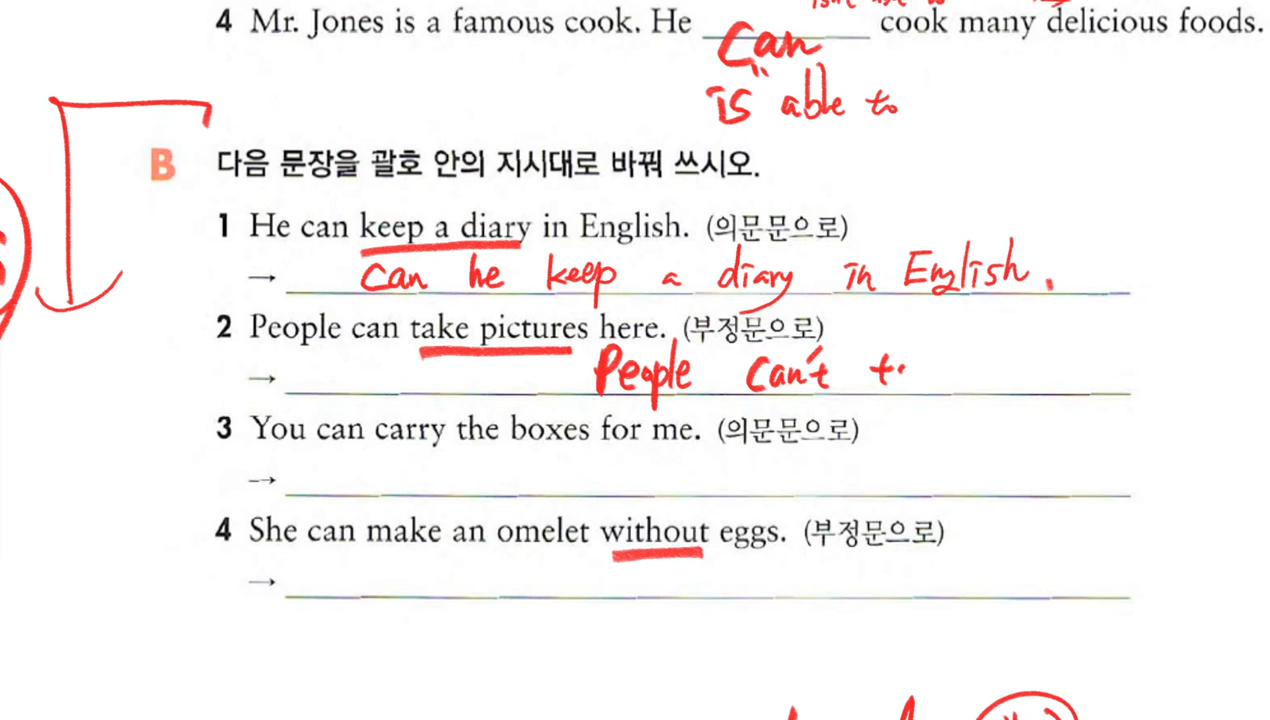 4 Mr. Jones is a famous cook. He ________ cook many delicious foods.
can
"
is able to
B 다음 문장을 괄호 안의 지시대로 바꿔 쓰시오.
1 He can keep a diary in English. (의문문으로)
→ can he keep a diary in English.
2 People can take pictures here. (부정문으로)
→ People can't t
3 You can carry the boxes for me. (의문문으로)
→
4 She can make an omelet without eggs. (부정문으로)
→